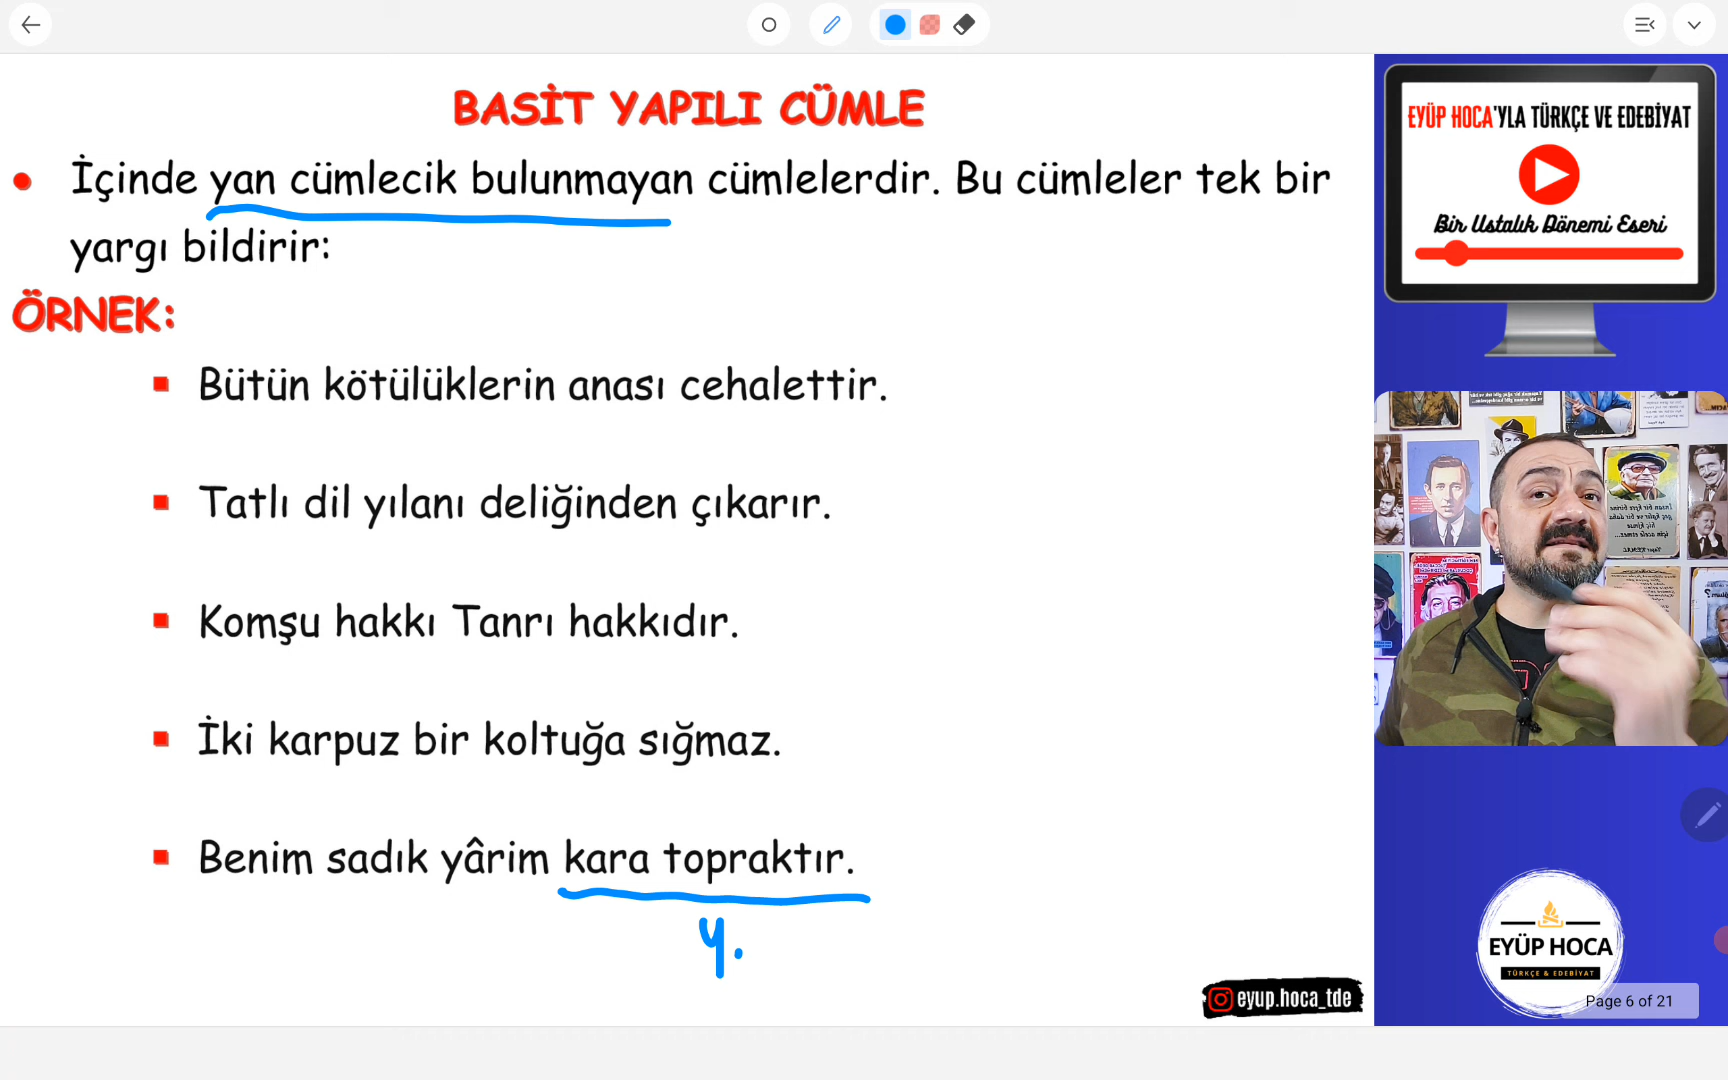 BASİT YAPILI CÜMLE
İçinde yan cümlecik bulunmayan cümlelerdir. Bu cümleler tek bir
yargı bildirir:
ÖRNEK:
Bütün kötülüklerin anası cehalettir.
Tatlı dil yılanı deliğinden çıkarır.
Komşu hakkı Tanrı hakkıdır.
İki karpuz bir koltuğa sığmaz.
Benim sadık yârim kara topraktır.
y.
eyup.hoca_tde
EYÜP HOCA'YLA TÜRKÇE VE EDEBİYAT
Bir Ustalık Dönemi Eseri
EYÜP HOCA
TÜRKÇE & EDEBİYAT
Page 6 of 21